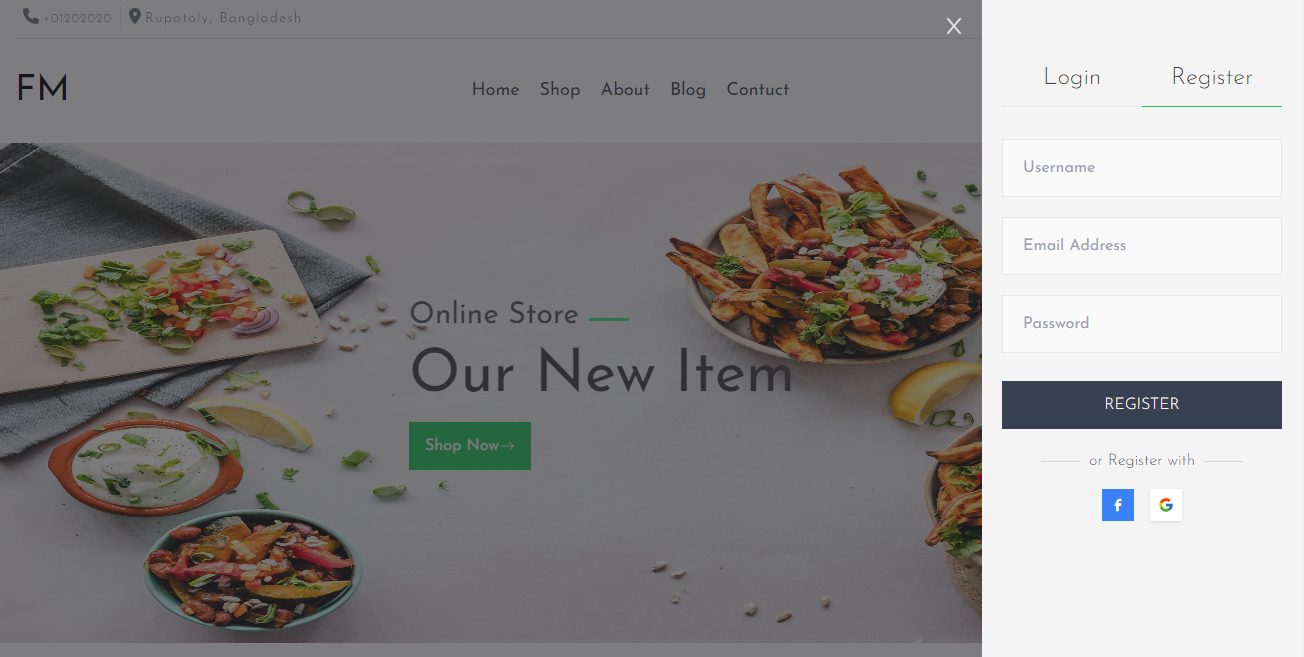 +01202020 Rupatoly, Bangladesh
FM
Home Shop About Blog Contuct
Online Store
Our New Item
Shop Now→
X
Login Register
Username
Email Address
Password
REGISTER
or Register with